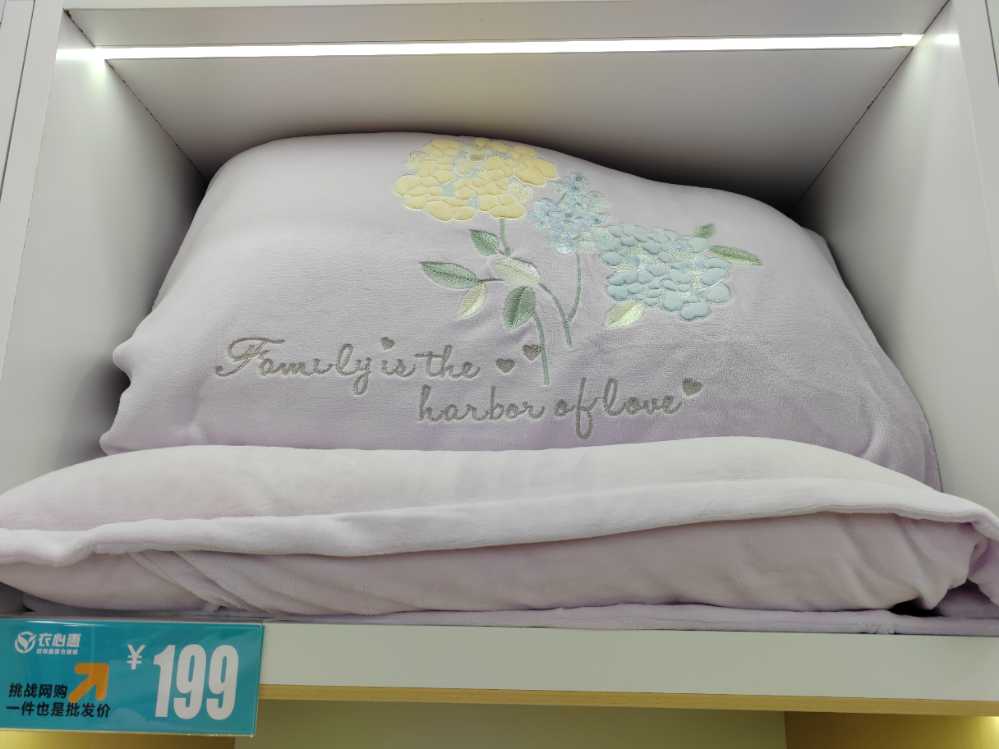 Family is the
harbor of love
衣心惠
¥ 199
挑战网购
一件也是批发价